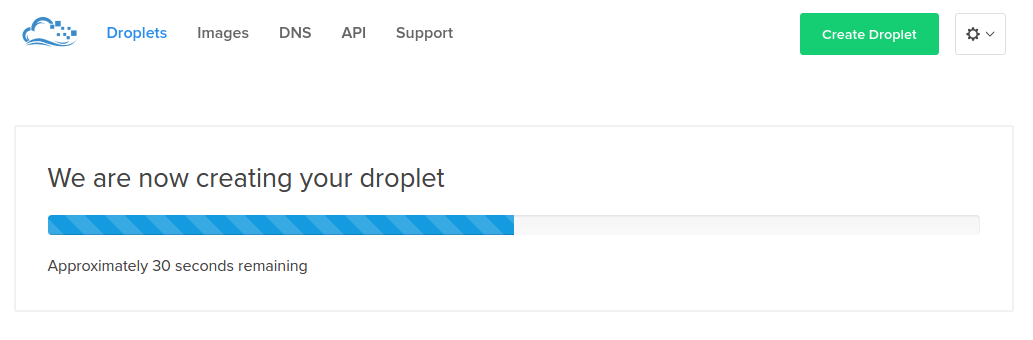 Droplets Images DNS API Support Create Droplet
We are now creating your droplet
Approximately 30 seconds remaining